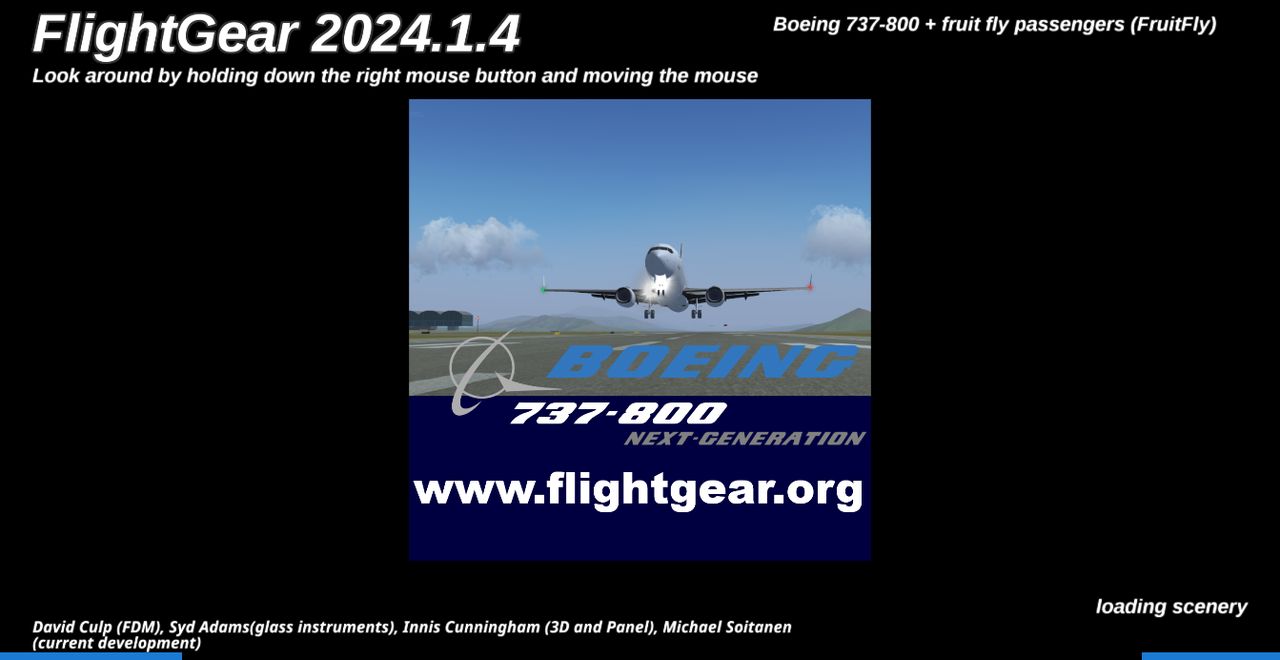 FlightGear 2024.1.4
Boeing 737-800 + fruit fly passengers (FruitFly)
Look around by holding down the right mouse button and moving the mouse
BOEING
737-800
NEXT-GENERATION
www.flightgear.org
loading scenery
David Culp (FDM), Syd Adams(glass instruments), Innis Cunningham (3D and Panel), Michael Soitanen
(current development)